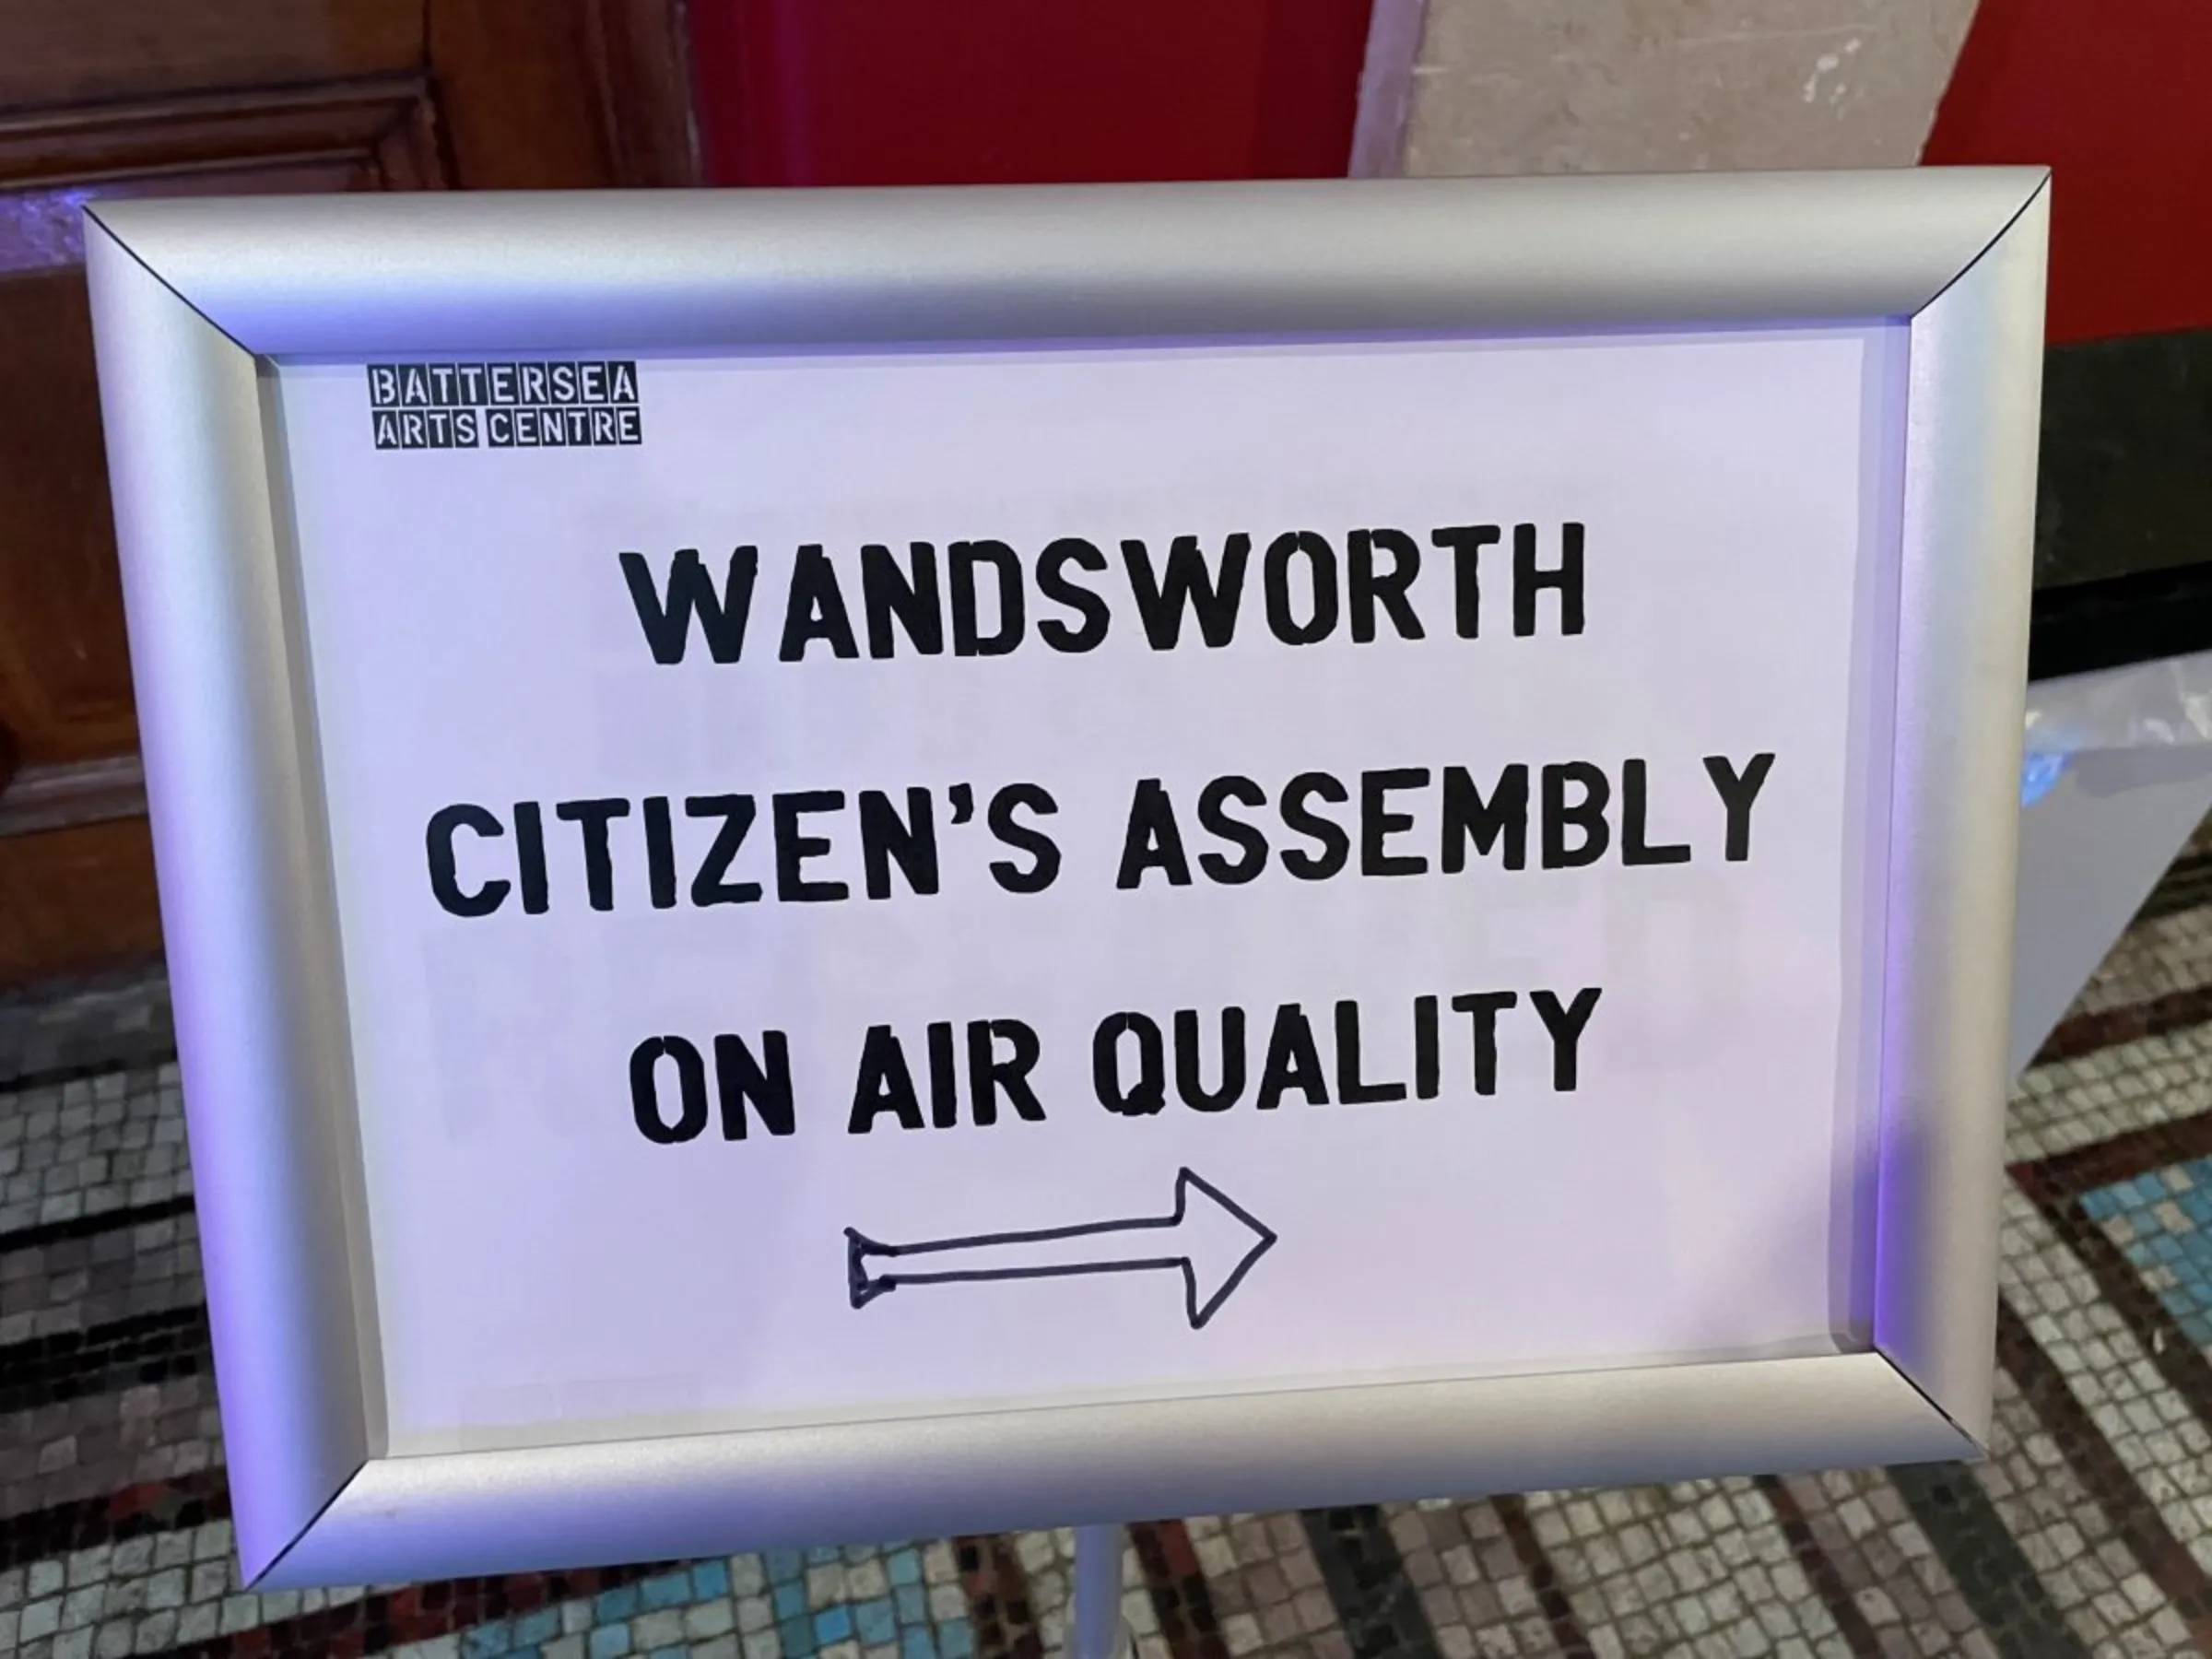 BATTERSEA
ARTS CENTRE
WANDSWORTH
CITIZEN'S ASSEMBLY
ON AIR QUALITY